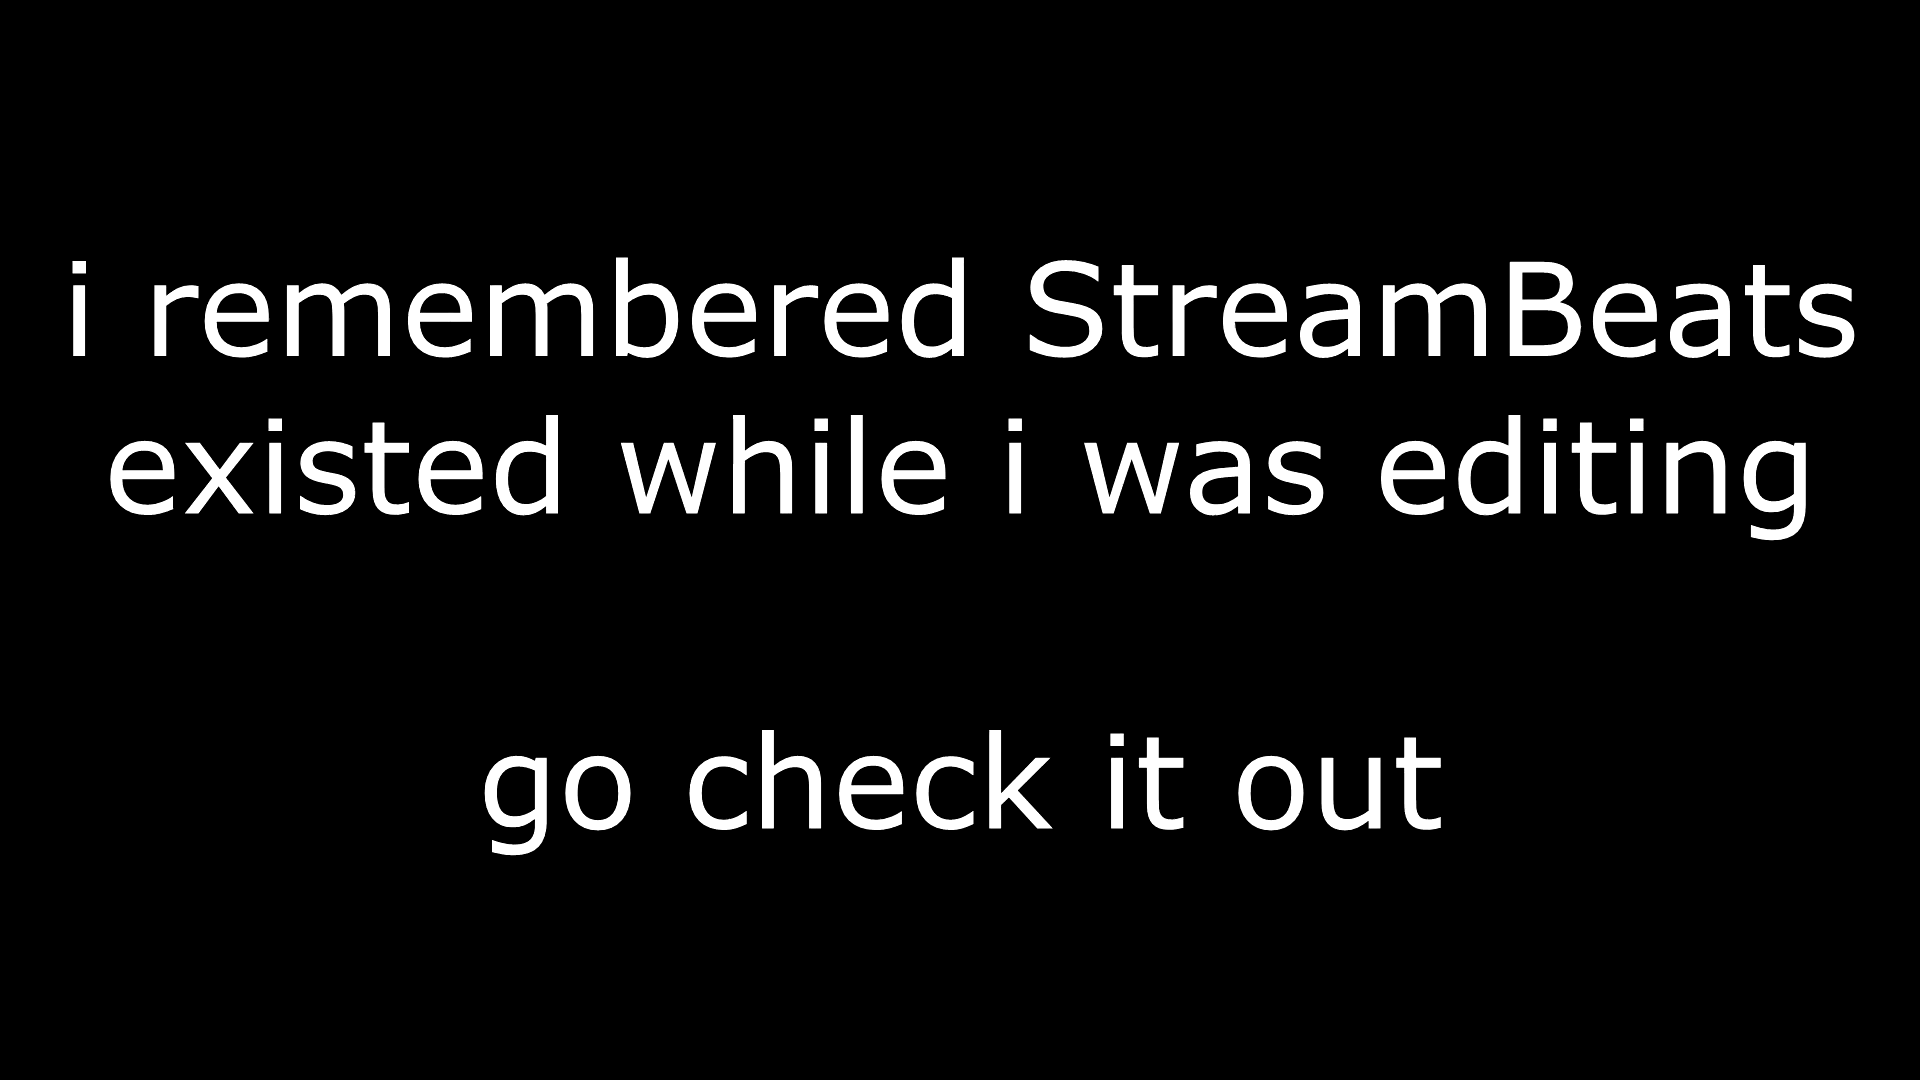 i remembered StreamBeats
existed while i was editing
go check it out